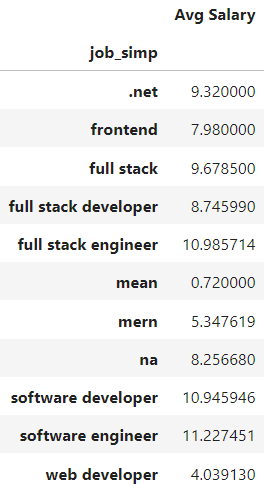 Avg Salary
job_simp
.net 9.320000
frontend 7.980000
full stack 9.678500
full stack developer 8.745990
full stack engineer 10.985714
mean 0.720000
mern 5.347619
na 8.256680
software developer 10.945946
software engineer 11.227451
web developer 4.039130